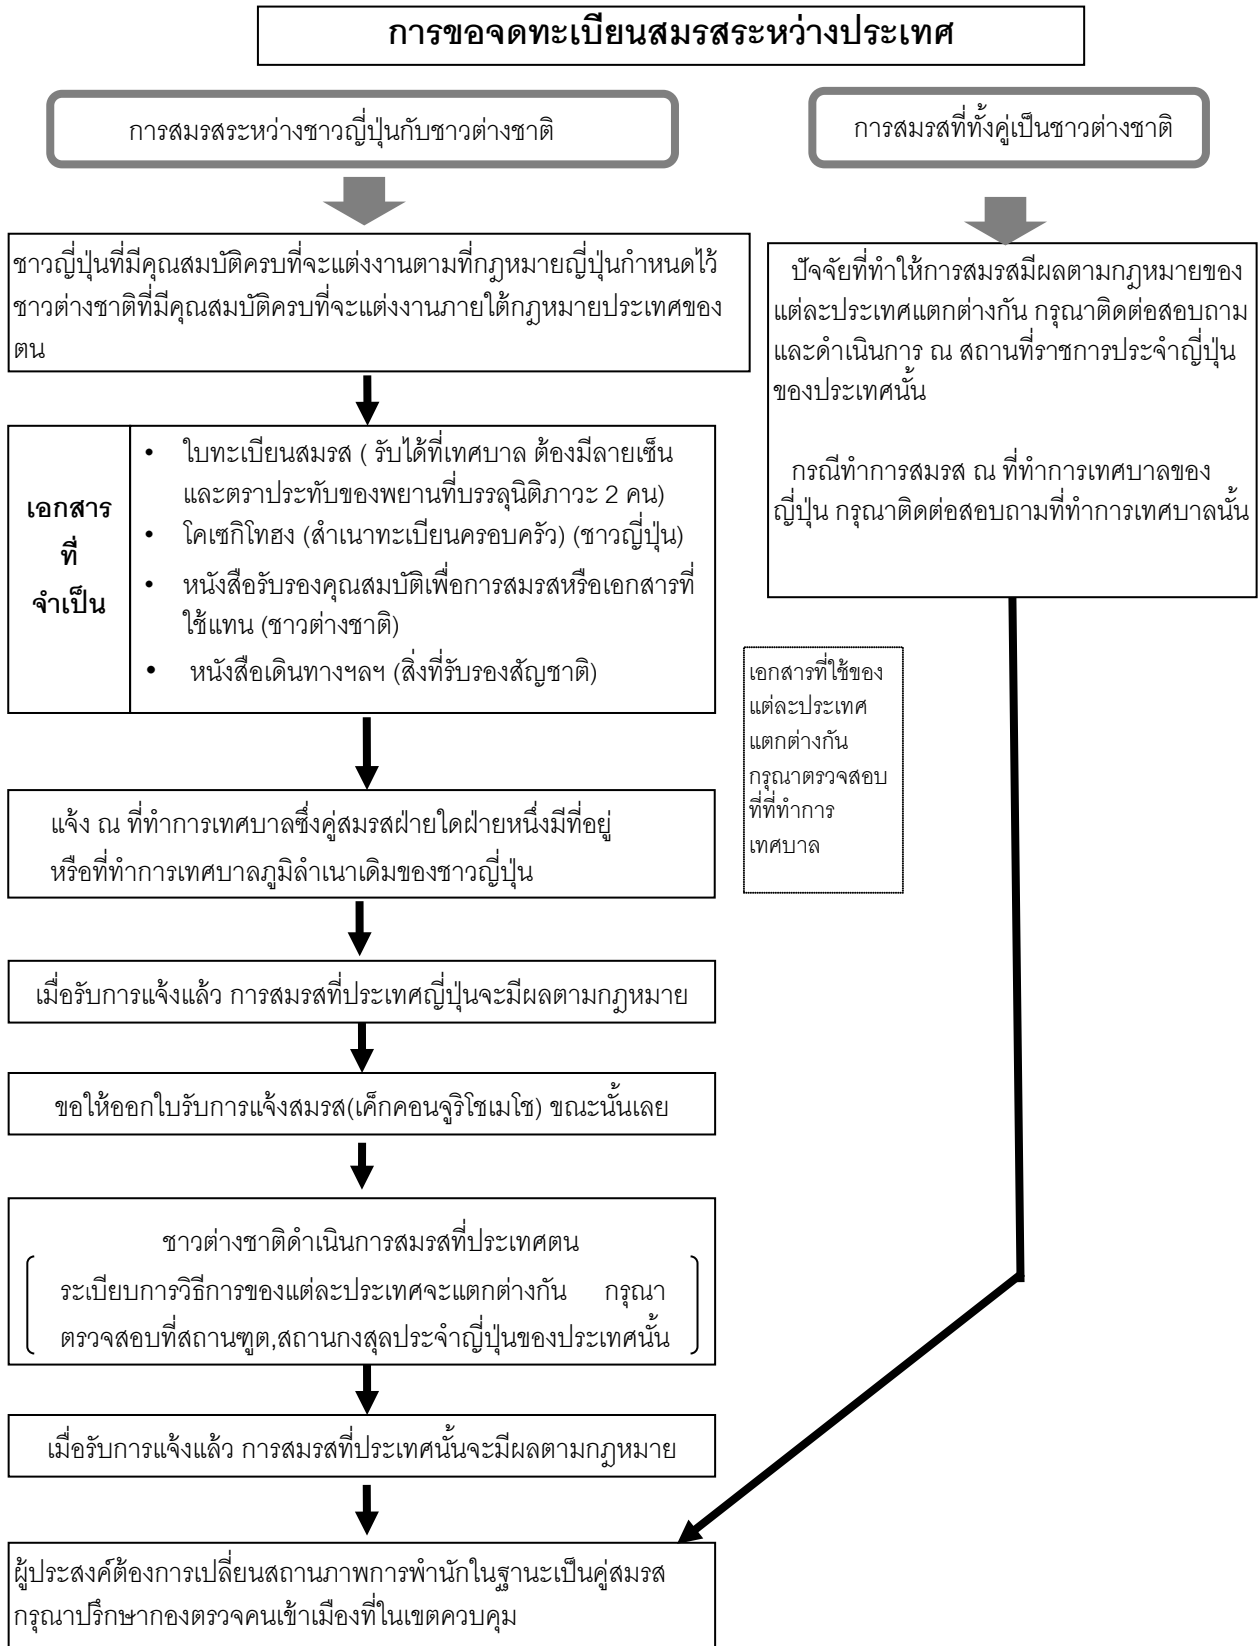 การขอจดทะเบียนสมรสระหว่างประเทศ
การสมรสระหว่างชาวญี่ปุ่นกับชาวต่างชาติ
ชาวญี่ปุ่นที่มีคุณสมบัติครบที่จะแต่งงานตามที่กฎหมายญี่ปุ่นกำหนดไว้
ชาวต่างชาติที่มีคุณสมบัติครบที่จะแต่งงานภายใต้กฎหมายประเทศของ
ตน
เอกสาร
ที่
จำเป็น
• ใบทะเบียนสมรส ( รับได้ที่เทศบาล ต้องมีลายเซ็น
และตราประทับของพยานที่บรรลุนิติภาวะ 2 คน)
• โคเซกิโทฮง (สำเนาทะเบียนครอบครัว) (ชาวญี่ปุ่น)
• หนังสือรับรองคุณสมบัติเพื่อการสมรสหรือเอกสารที่
ใช้แทน (ชาวต่างชาติ)
• หนังสือเดินทางฯลฯ (สิ่งที่รับรองสัญชาติ)
แจ้ง ณ ที่ทำการเทศบาลซึ่งคู่สมรสฝ่ายใดฝ่ายหนึ่งมีที่อยู่
หรือที่ทำการเทศบาลภูมิลำเนาเดิมของชาวญี่ปุ่น
เมื่อรับการแจ้งแล้ว การสมรสที่ประเทศญี่ปุ่นจะมีผลตามกฎหมาย
ขอให้ออกใบรับการแจ้งสมรส(เค็กคอนจูริโชเมโช) ขณะนั้นเลย
ชาวต่างชาติดำเนินการสมรสที่ประเทศตน
ระเบียบการวิธีการของแต่ละประเทศจะแตกต่างกัน กรุณา
ตรวจสอบที่สถานฑูต,สถานกงสุลประจำญี่ปุ่นของประเทศนั้น
เมื่อรับการแจ้งแล้ว การสมรสที่ประเทศนั้นจะมีผลตามกฎหมาย
ผู้ประสงค์ต้องการเปลี่ยนสถานภาพการพำนักในฐานะเป็นคู่สมรส
กรุณาปรึกษากองตรวจคนเข้าเมืองที่ในเขตควบคุม
การสมรสที่ทั้งคู่เป็นชาวต่างชาติ
ปัจจัยที่ทำให้การสมรสมีผลตามกฎหมายของ
แต่ละประเทศแตกต่างกัน กรุณาติดต่อสอบถาม
และดำเนินการ ณ สถานที่ราชการประจำญี่ปุ่น
ของประเทศนั้น
กรณีทำการสมรส ณ ที่ทำการเทศบาลของ
ญี่ปุ่น กรุณาติดต่อสอบถามที่ทำการเทศบาลนั้น
เอกสารที่ใช้ของ
แต่ละประเทศ
แตกต่างกัน
กรุณาตรวจสอบ
ที่ที่ทำการ
เทศบาล